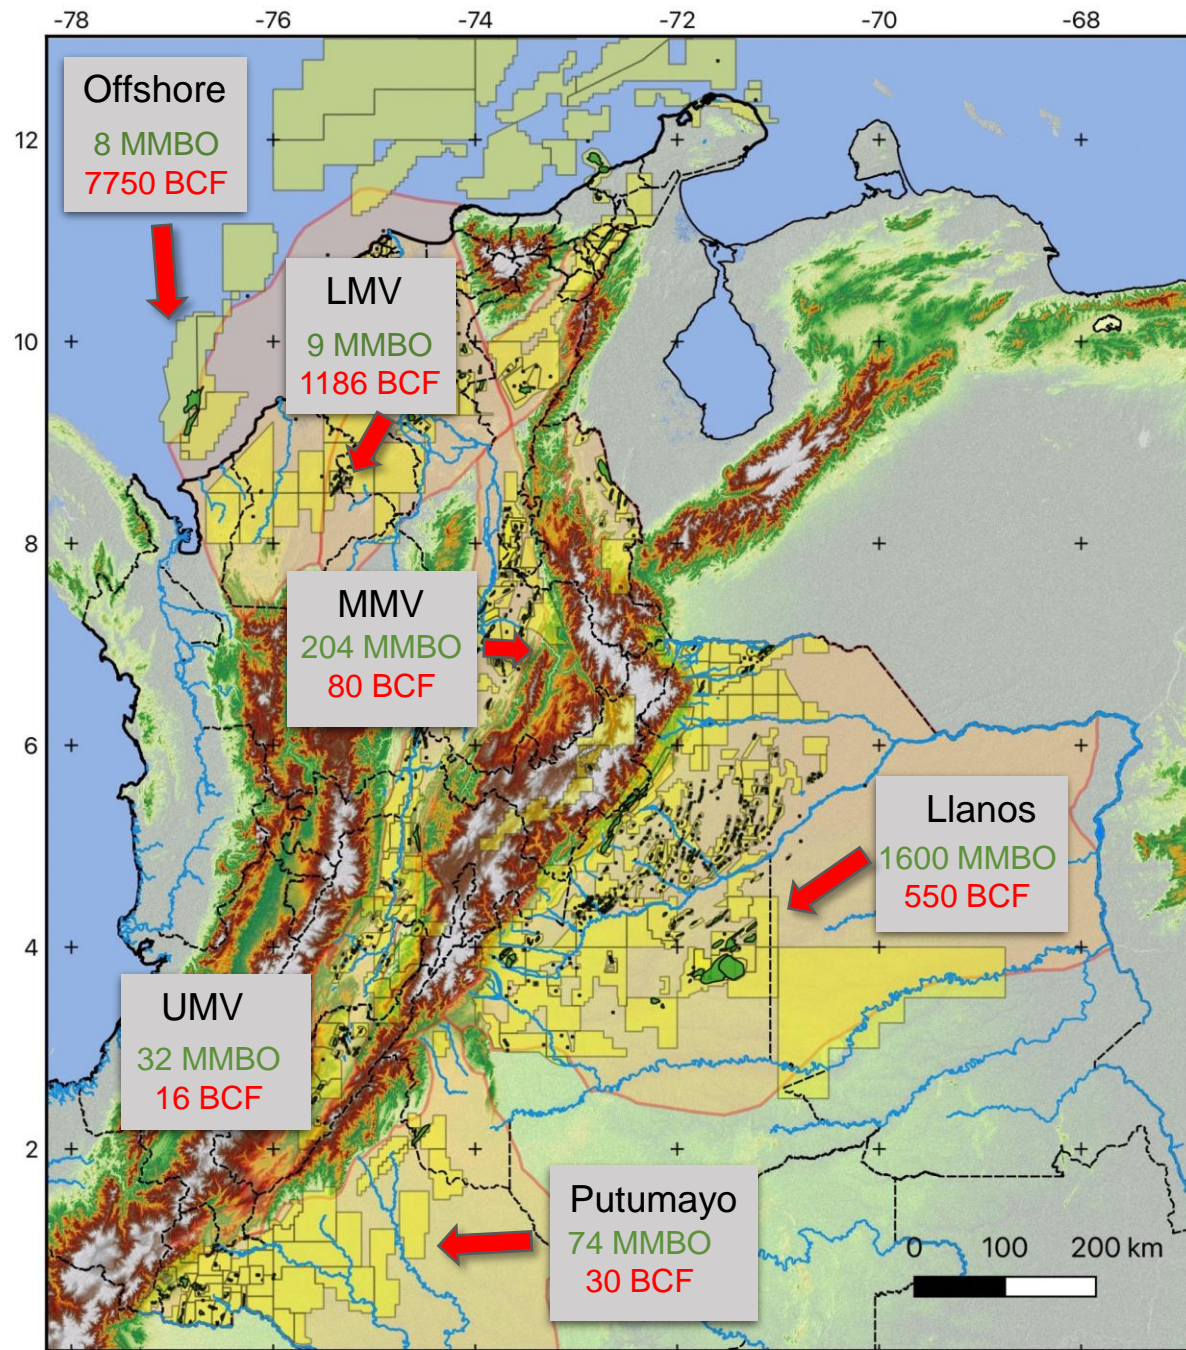 -78 -76 -74 -72 -70 -68
Offshore
8 MMBO
7750 BCF
12
LMV
9 MMBO
1186 BCF
10
8
MMV
204 MMBO
80 BCF
6
Llanos
1600 MMBO
550 BCF
4
UMV
32 MMBO
16 BCF
2
Putumayo
74 MMBO
30 BCF
0 100 200 km